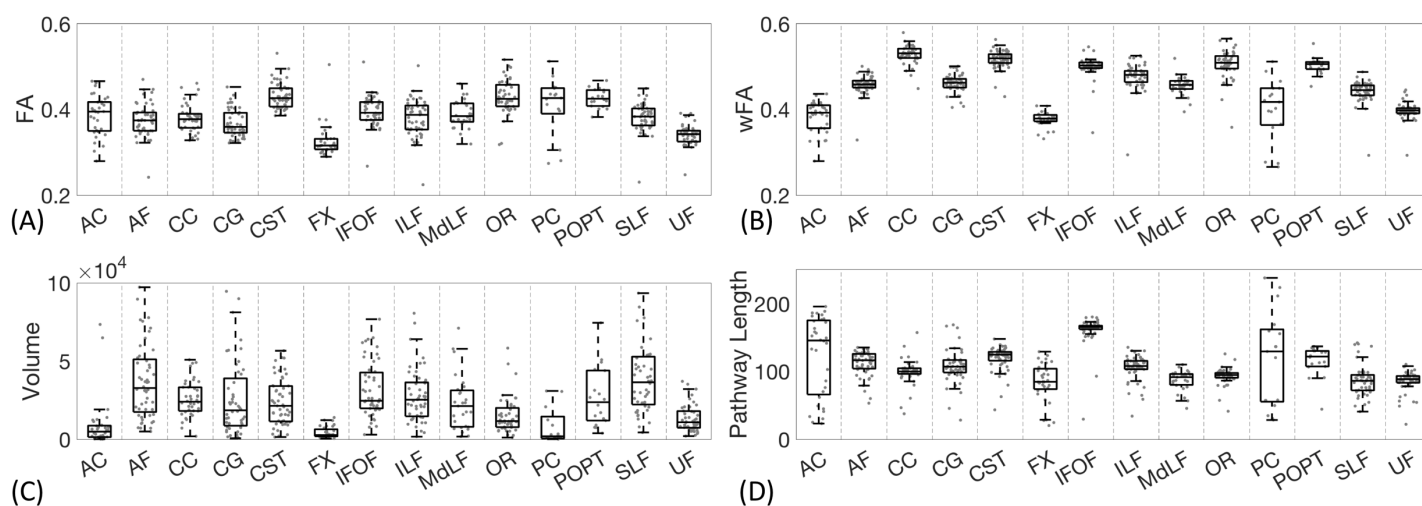 0.6
0.4
0.2
FA
AC AF CC CG CST FX IFOF ILF MdLF OR PC POPT SLF UF
(A)
0.6
0.4
0.2
wFA
AC AF CC CG CST FX IFOF ILF MdLF OR PC POPT SLF UF
(B)
×10⁴
10
5
0
Volume
AC AF CC CG CST FX IFOF ILF MdLF OR PC POPT SLF UF
(C)
200
100
0
Pathway Length
AC AF CC CG CST FX IFOF ILF MdLF OR PC POPT SLF UF
(D)